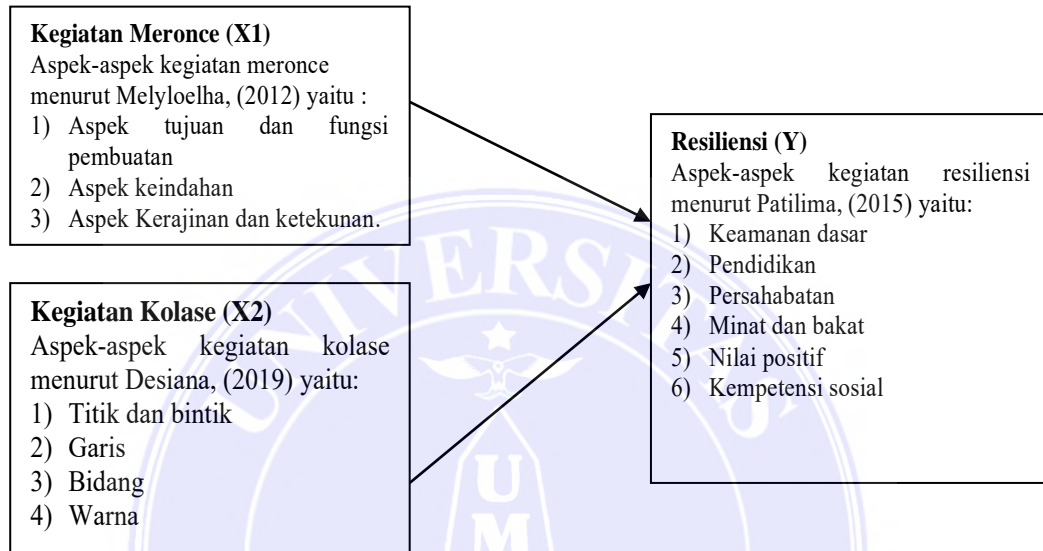 Kegiatan Meronce (X1)
Aspek-aspek kegiatan meronce
menurut Melyloelha, (2012) yaitu :
1) Aspek tujuan dan fungsi
pembuatan
2) Aspek keindahan
3) Aspek Kerajinan dan ketekunan.
Kegiatan Kolase (X2)
Aspek-aspek kegiatan kolase
menurut Desiana, (2019) yaitu:
1) Titik dan bintik
2) Garis
3) Bidang
4) Warna
Resiliensi (Y)
Aspek-aspek kegiatan resiliensi
menurut Patilima, (2015) yaitu:
1) Keamanan dasar
2) Pendidikan
3) Persahabatan
4) Minat dan bakat
5) Nilai positif
6) Kempetensi sosial
UNIVERSITAS
U
M